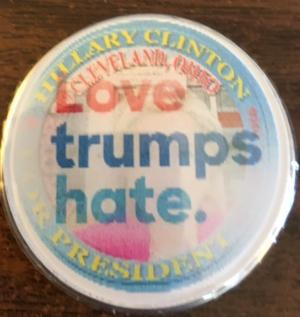 HILLARY CLINTON
CLEVELAND, OHIO
Love
trumps
hate.
FOR PRESIDENT